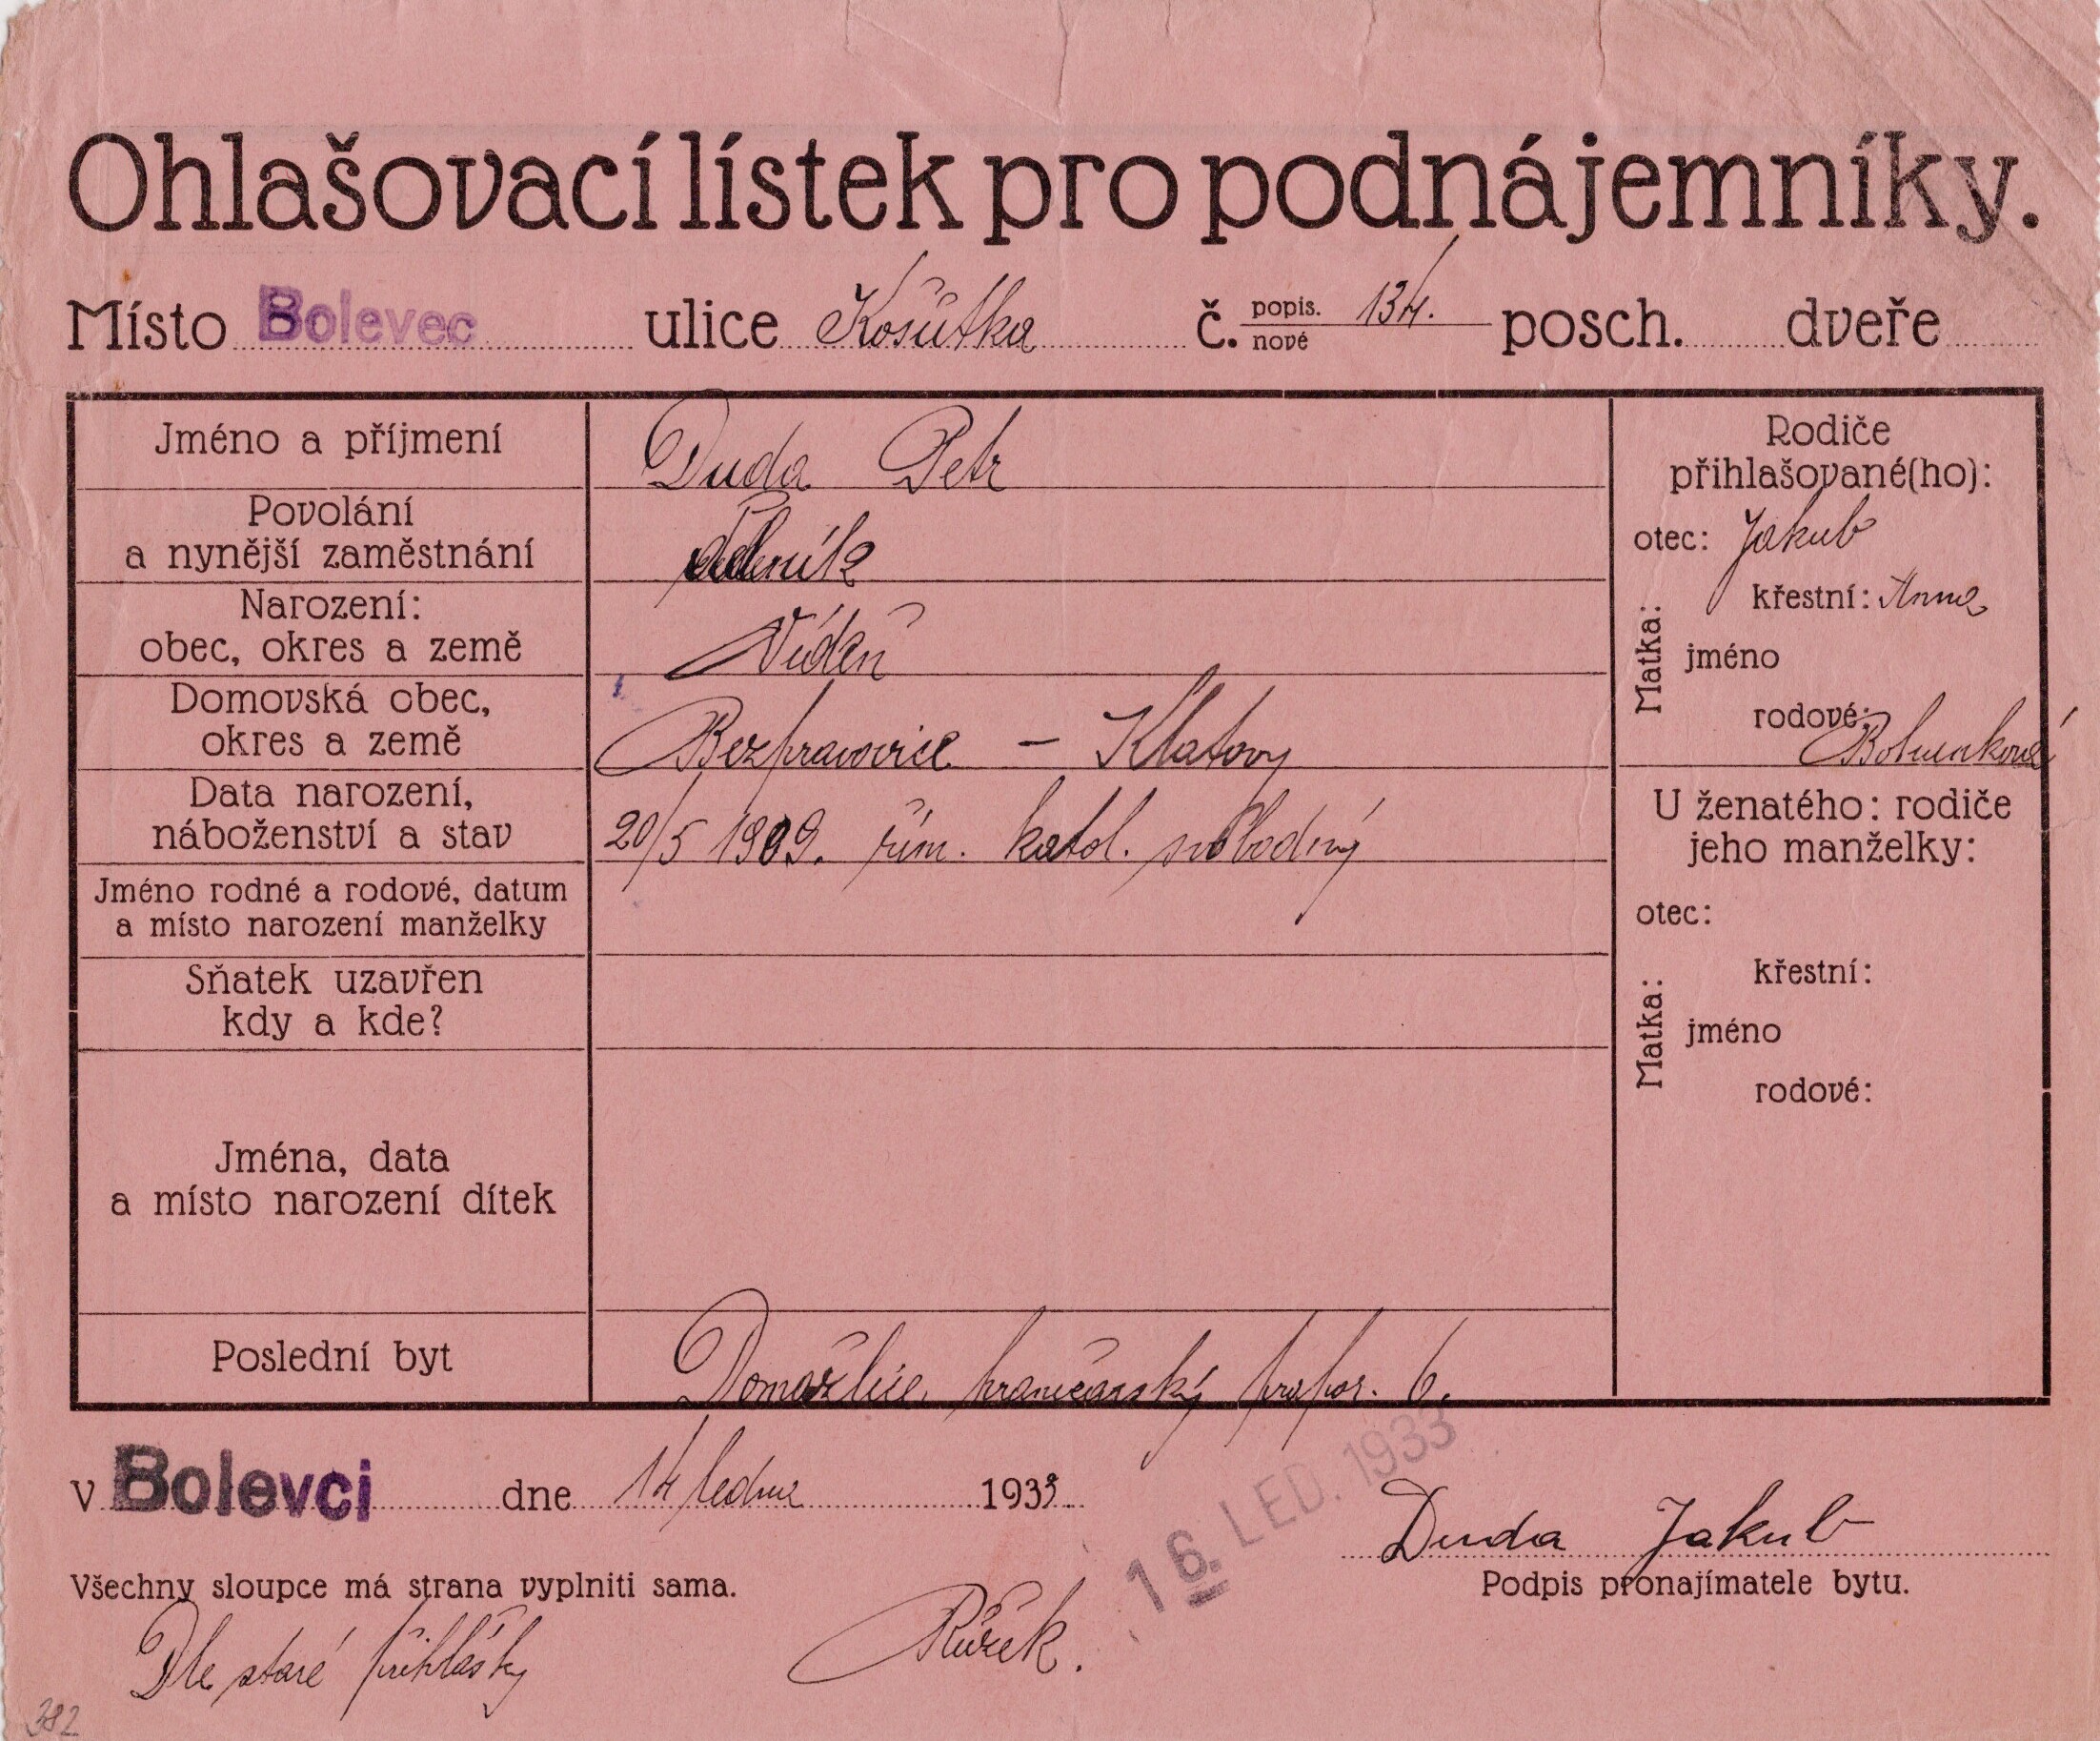 Ohlašovací lístek pro podnájemníky.
Místo Bolevec ulice Košútka č. popis. 134. nové posch. dveře
Jméno a příjmení Duda Petr
Povolání
a nynější zaměstnání
Narození:
obec, okres a země Vídeň
Domovská obec,
okres a země Bezpravovice – Klatovy
Data narození,
náboženství a stav 20/5 1909. řím. katol. svobodný
Jméno rodné a rodové, datum
a místo narození manželky
Sňatek uzavřen
kdy a kde?
Jména, data
a místo narození dítek
Poslední byt Domažlice, hraničářský prapor. 6.
Rodiče
přihlašované(ho):
otec: Jakub
Matka:
křestní: Anna
jméno
rodové:
U ženatého: rodiče
jeho manželky:
otec:
Matka:
křestní:
jméno
rodové:
v Bolevci dne 14 ledna 1933
16. LED. 1933
Duda Jakub
Všechny sloupce má strana vyplniti sama.
Podpis pronajímatele bytu.
Dle staré přihlášky
382